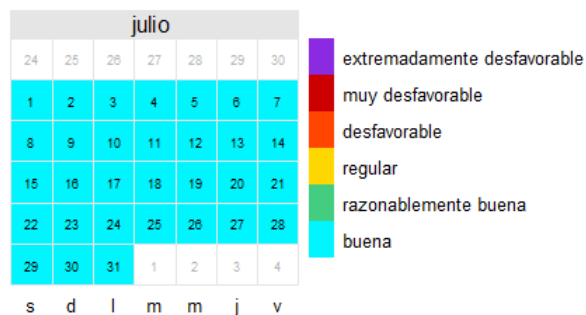 julio
24 25 26 27 28 29 30
1 2 3 4 5 6 7
8 9 10 11 12 13 14
15 16 17 18 19 20 21
22 23 24 25 26 27 28
29 30 31 1 2 3 4
s d l m m j v
extremadamente desfavorable
muy desfavorable
desfavorable
regular
razonablemente buena
buena